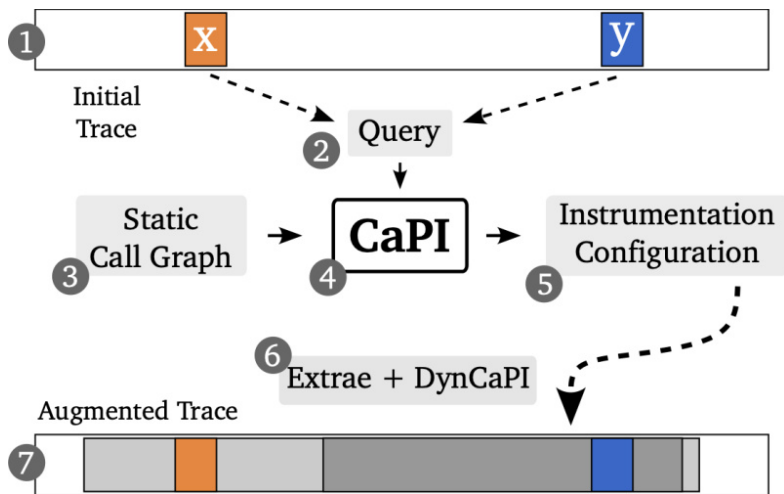 1
x
y
Initial
Trace
2
Query
Static
Call Graph
3
CaPI
4
Instrumentation
Configuration
5
6
Extrae + DynCaPI
Augmented Trace
7